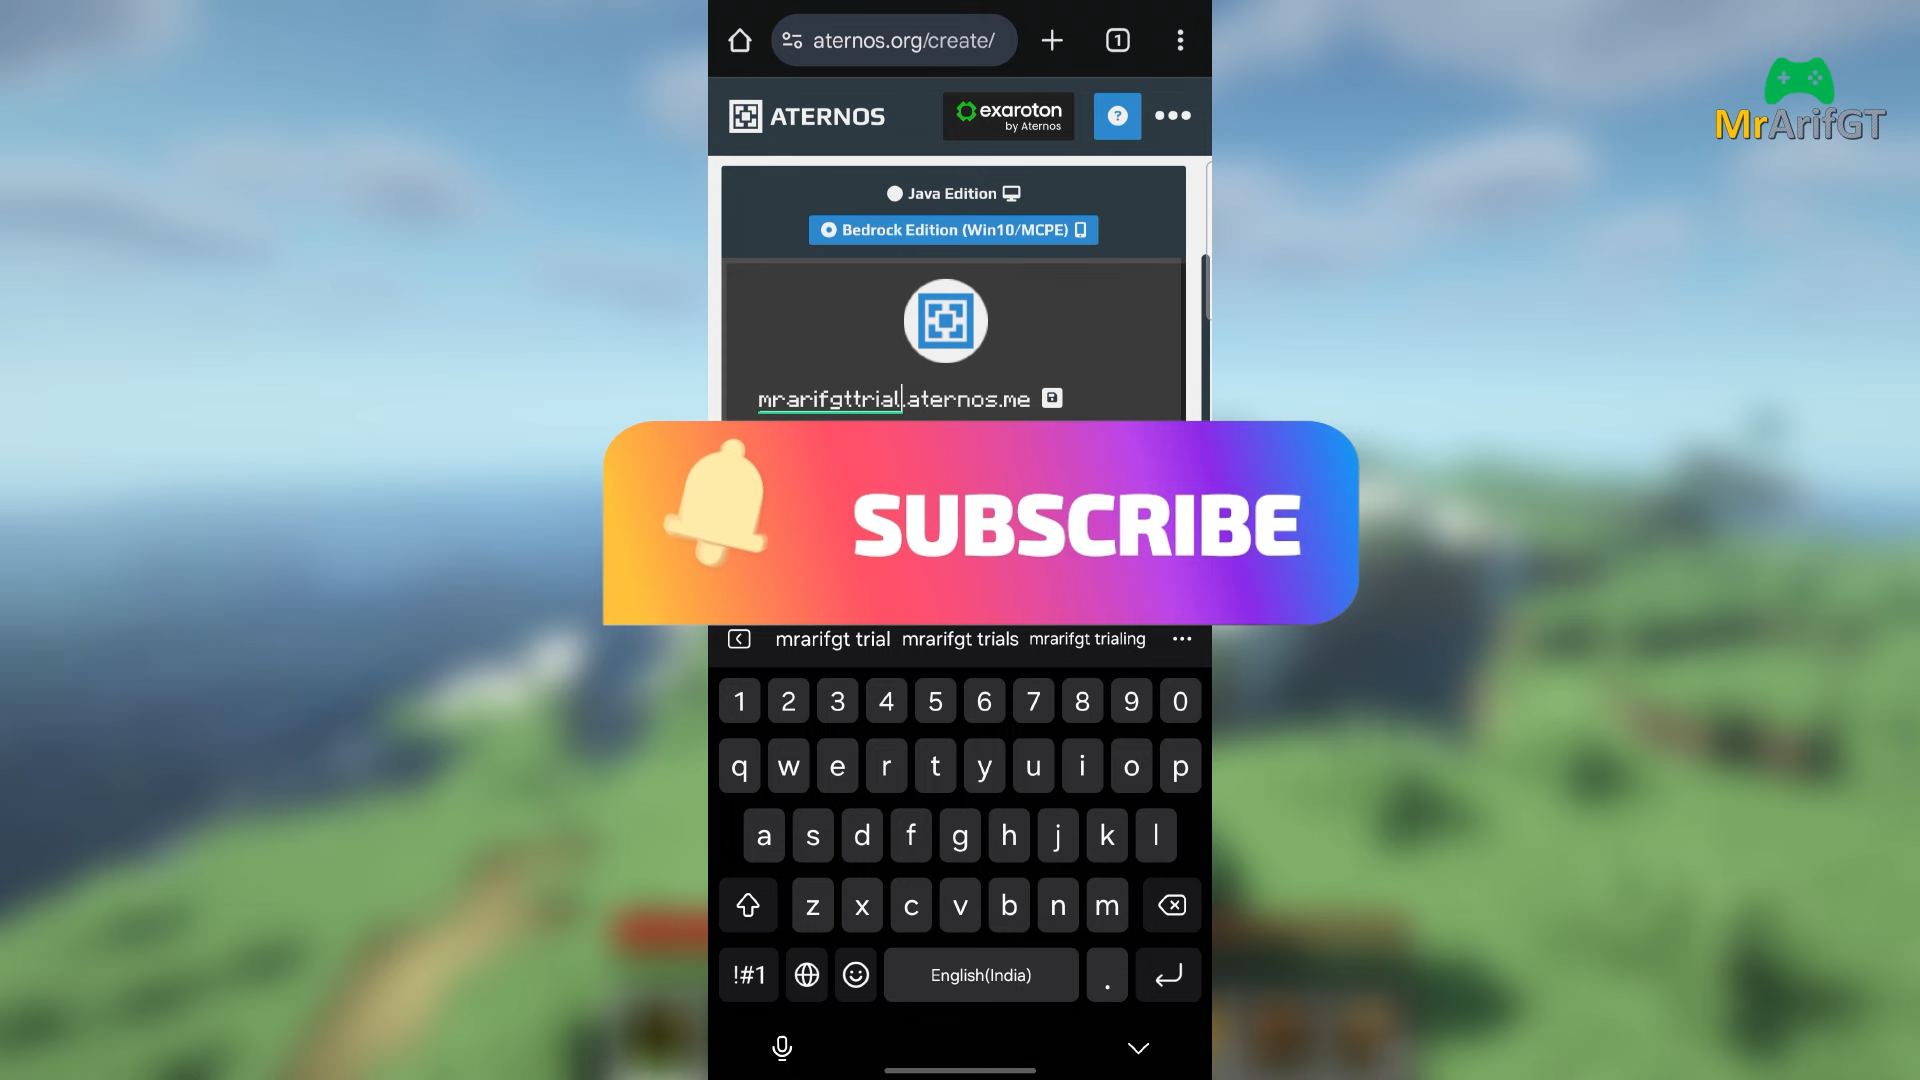 aternos.org/create/
1
MrArifGT
ATERNOS
exaroton
by Aternos
?
Java Edition
Bedrock Edition (Win10/MCPE)
mrarifgttrial.aternos.me
SUBSCRIBE
mrarifgt trial mrarifgt trials mrarifgt trialing
1 2 3 4 5 6 7 8 9 0
q w e r t y u i o p
a s d f g h j k l
z x c v b n m
!#1 English(India) .